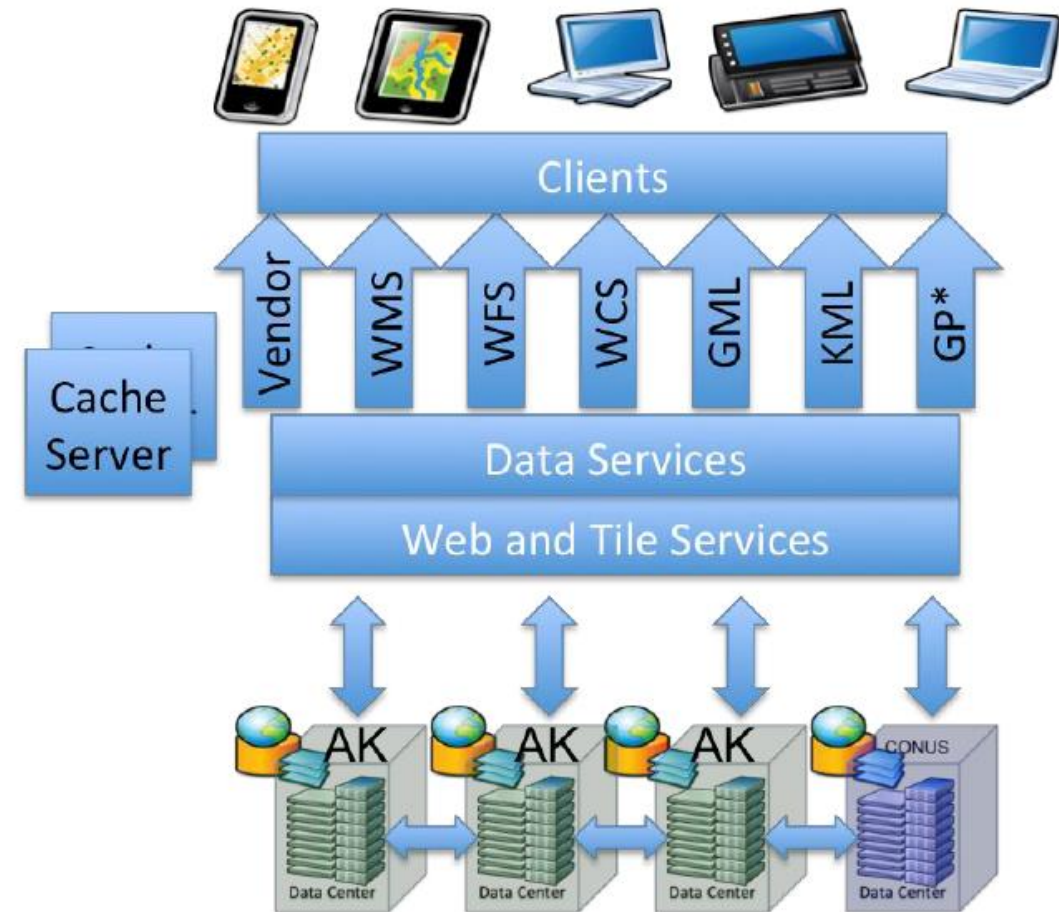 Clients
Vendor
WMS
WFS
WCS
GML
KML
GP*
Cache
Server
Data Services
Web and Tile Services
AK
AK
AK
CONUS
Data Center
Data Center
Data Center
Data Center